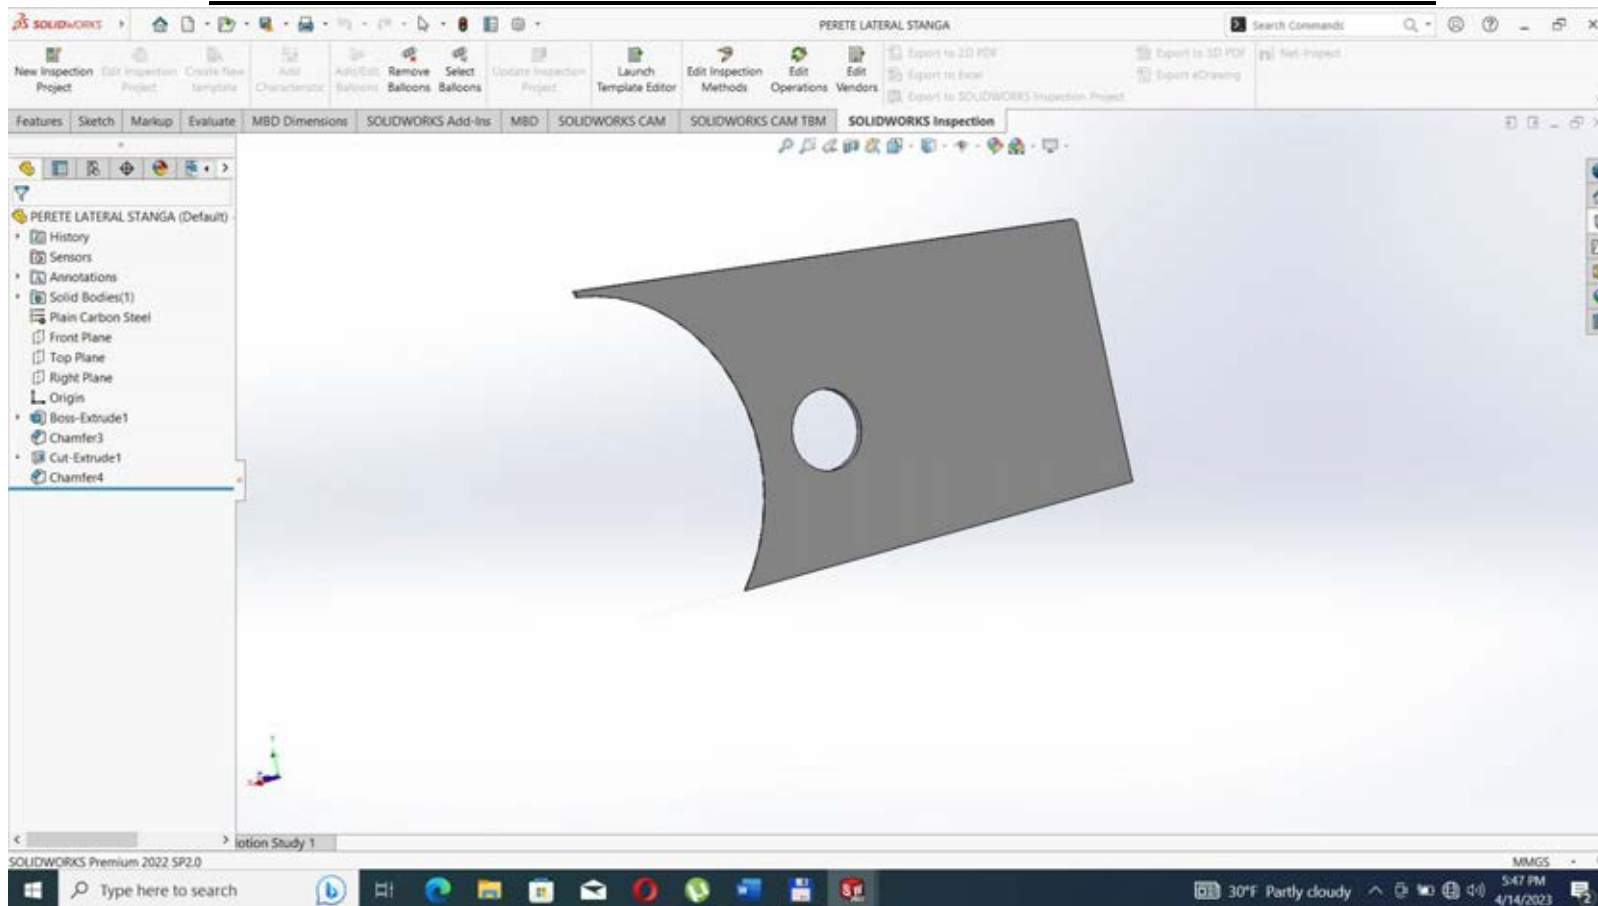 SOLIDWORKS
PERETE LATERAL STANGA
Search Commands
New Inspection Project
Edit Inspection Project
Create New template
Add Characteristic
Add/Edit Balloons
Remove Balloons
Select Balloons
Update Inspection Project
Launch Template Editor
Edit Inspection Methods
Edit Operations
Edit Vendors
Export to 2D PDF
Export to Excel
Export to SOLIDWORKS Inspection Project
Export to 3D PDF
Export eDrawing
Net-Inspect
Features Sketch Markup Evaluate MBD Dimensions SOLIDWORKS Add-Ins MBD SOLIDWORKS CAM SOLIDWORKS CAM TBM SOLIDWORKS Inspection
PERETE LATERAL STANGA (Default)
History
Sensors
Annotations
Solid Bodies(1)
Plain Carbon Steel
Front Plane
Top Plane
Right Plane
Origin
Boss-Extrude1
Chamfer3
Cut-Extrude1
Chamfer4
otion Study 1
SOLIDWORKS Premium 2022 SP2.0
MMGS
Type here to search
30°F Partly cloudy
5:47 PM
4/14/2023